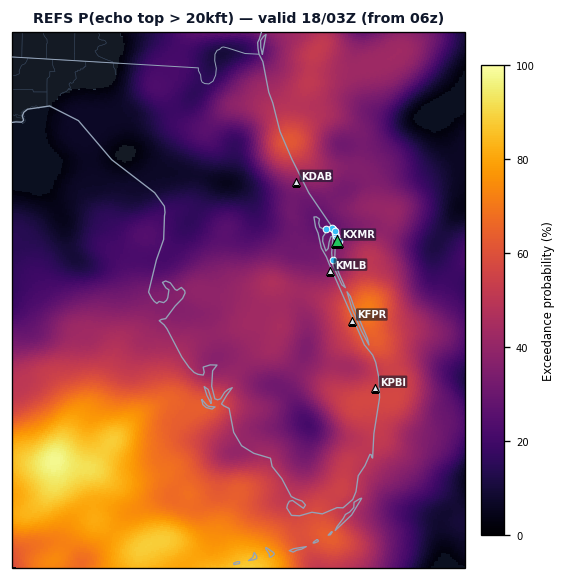 REFS P(echo top > 20kft) — valid 18/03Z (from 06z)
KDAB
KXMR
KMLB
KFPR
KPBI
100
80
60
40
20
0
Exceedance probability (%)